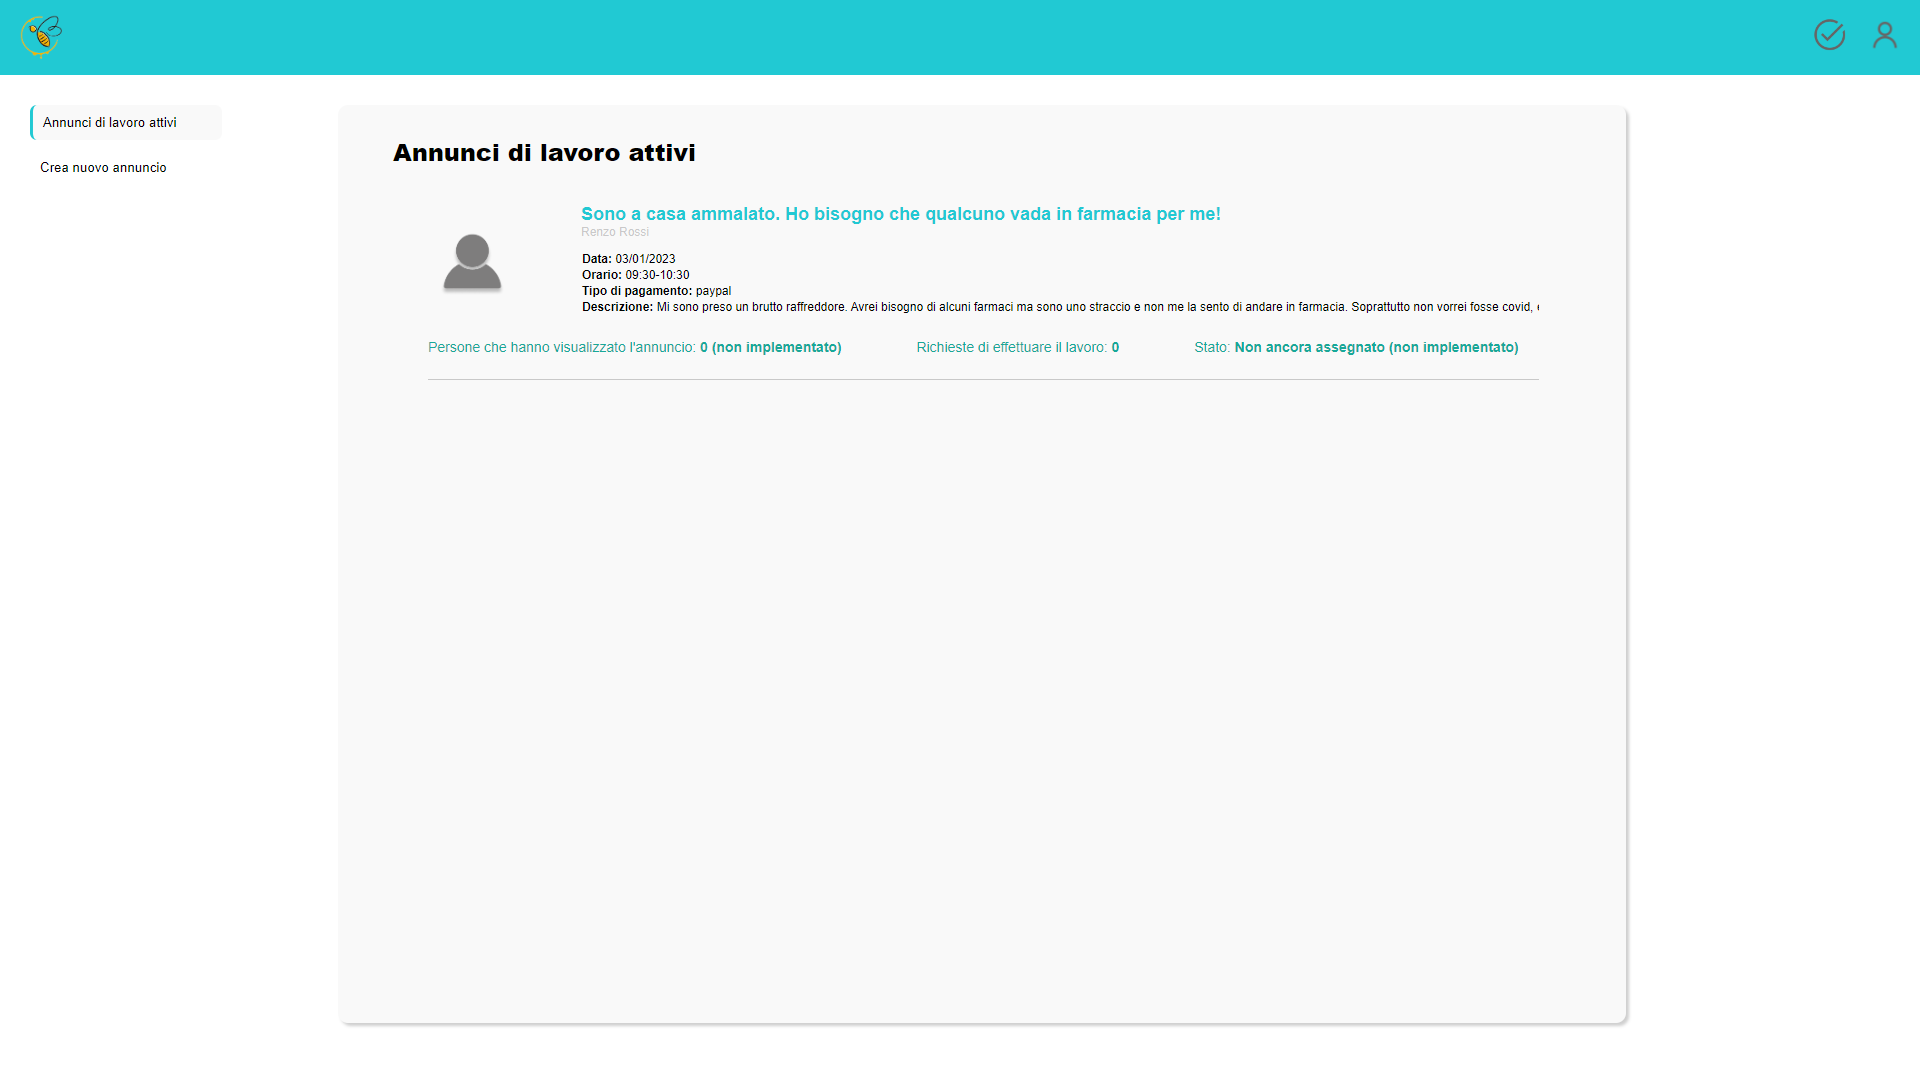 Annunci di lavoro attivi
Crea nuovo annuncio
Annunci di lavoro attivi
Sono a casa ammalato. Ho bisogno che qualcuno vada in farmacia per me!
Renzo Rossi
Data: 03/01/2023
Orario: 09:30-10:30
Tipo di pagamento: paypal
Descrizione: Mi sono preso un brutto raffreddore. Avrei bisogno di alcuni farmaci ma sono uno straccio e non me la sento di andare in farmacia. Soprattutto non vorrei fosse covid,
Persone che hanno visualizzato l'annuncio: 0 (non implementato)
Richieste di effettuare il lavoro: 0
Stato: Non ancora assegnato (non implementato)